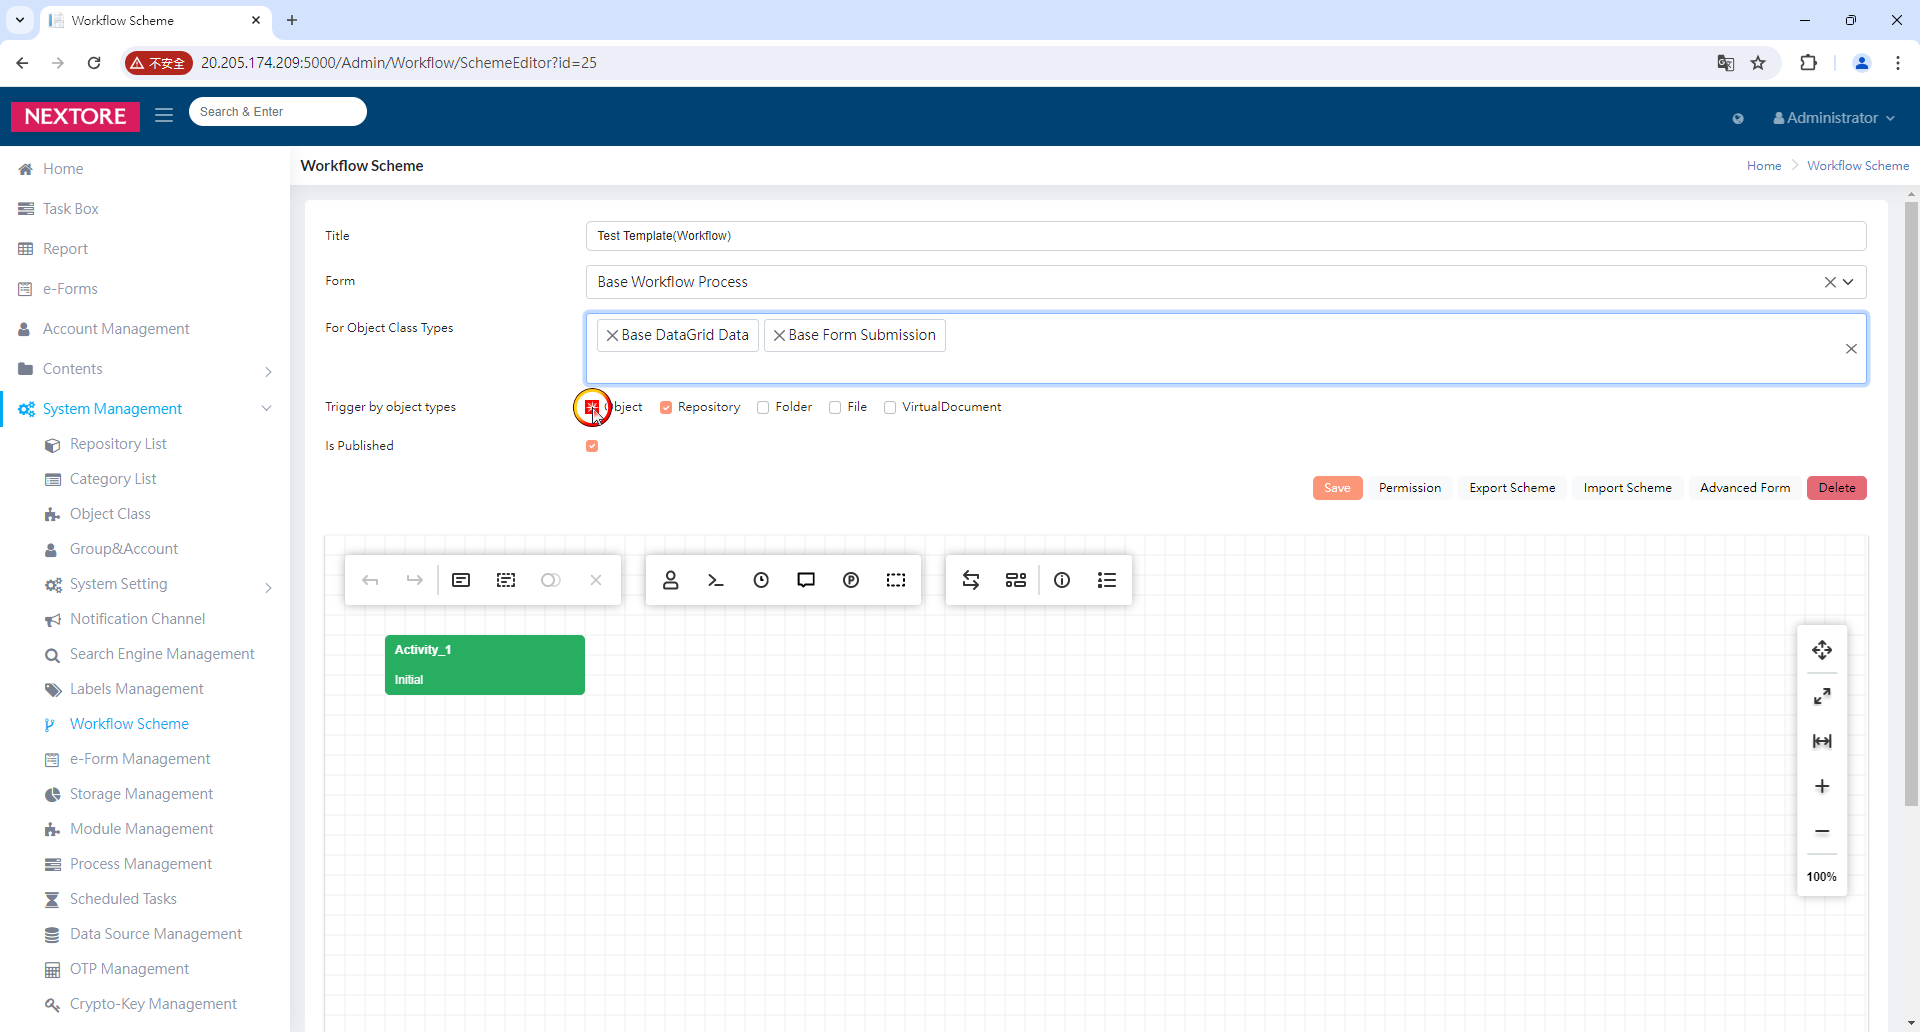 Workflow Scheme
不安全
20.205.174.209:5000/Admin/Workflow/SchemeEditor?id=25
NEXTORE
Search & Enter
Administrator
Home
Task Box
Report
e-Forms
Account Management
Contents
System Management
Repository List
Category List
Object Class
Group&Account
System Setting
Notification Channel
Search Engine Management
Labels Management
Workflow Scheme
e-Form Management
Storage Management
Module Management
Process Management
Scheduled Tasks
Data Source Management
OTP Management
Crypto-Key Management
Workflow Scheme
Home Workflow Scheme
Title Test Template(Workflow)
Form Base Workflow Process
For Object Class Types Base DataGrid Data Base Form Submission
Trigger by object types Object Repository Folder File VirtualDocument
Is Published
Save Permission Export Scheme Import Scheme Advanced Form Delete
Activity_1
Initial
100%